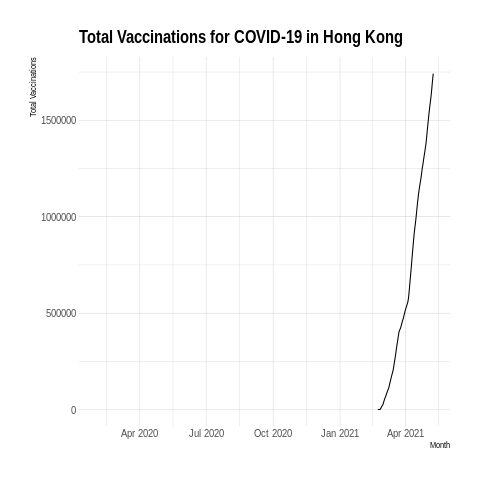 Total Vaccinations for COVID-19 in Hong Kong
Total Vaccinations
1500000
1000000
500000
0
Apr 2020 Jul 2020 Oct 2020 Jan 2021 Apr 2021
Month